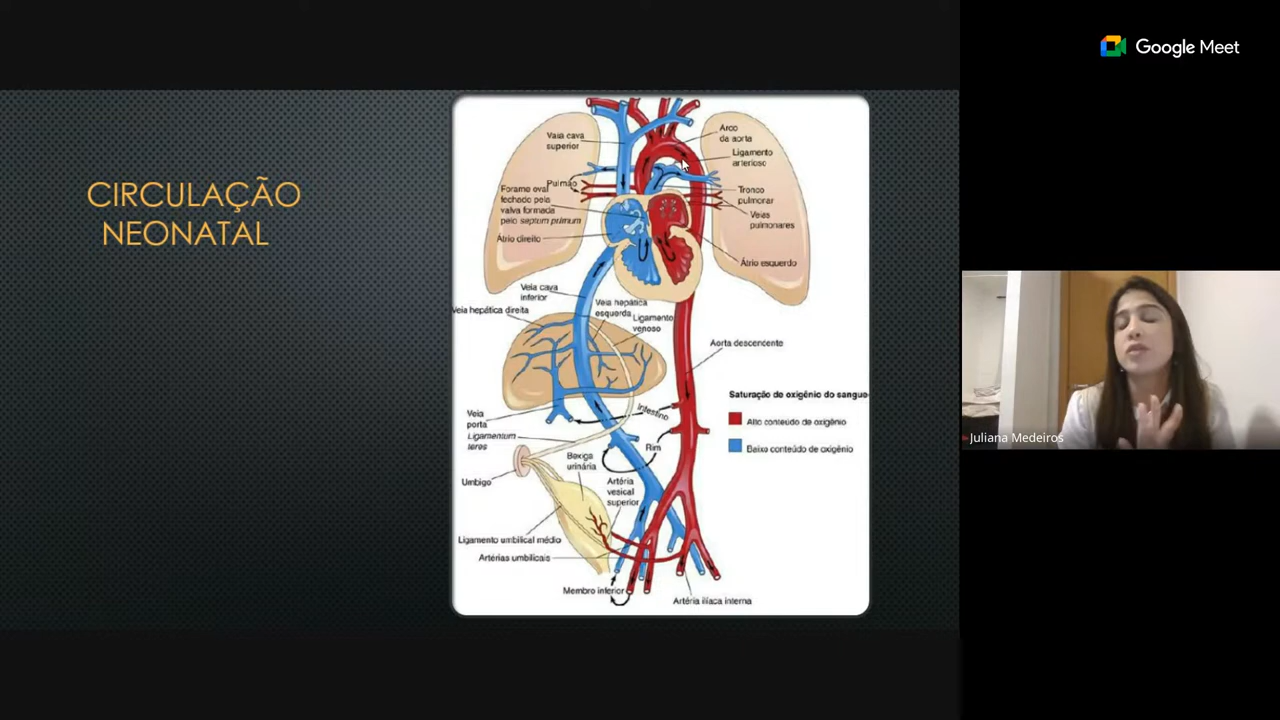 Google Meet
CIRCULAÇÃO
NEONATAL
Veia cava
superior
Pulmão
Forame oval
fechado pela
valva formada
pelo septum primum
Átrio direito
Arco
da aorta
Ligamento
arterioso
Tronco
pulmonar
Veias
pulmonares
Átrio esquerdo
Veia cava
inferior
Veia hepática direita
Veia hepática
esquerda
Ligamento
venoso
Aorta descendente
Saturação de oxigênio do sangue
Alto conteúdo de oxigênio
Baixo conteúdo de oxigênio
Veia
porta
Ligamentum
teres
Intestino
Rim
Umbigo
Bexiga
urinária
Artéria
vesical
superior
Ligamento umbilical médio
Artérias umbilicais
Membro inferior
Artéria ilíaca interna
Juliana Medeiros